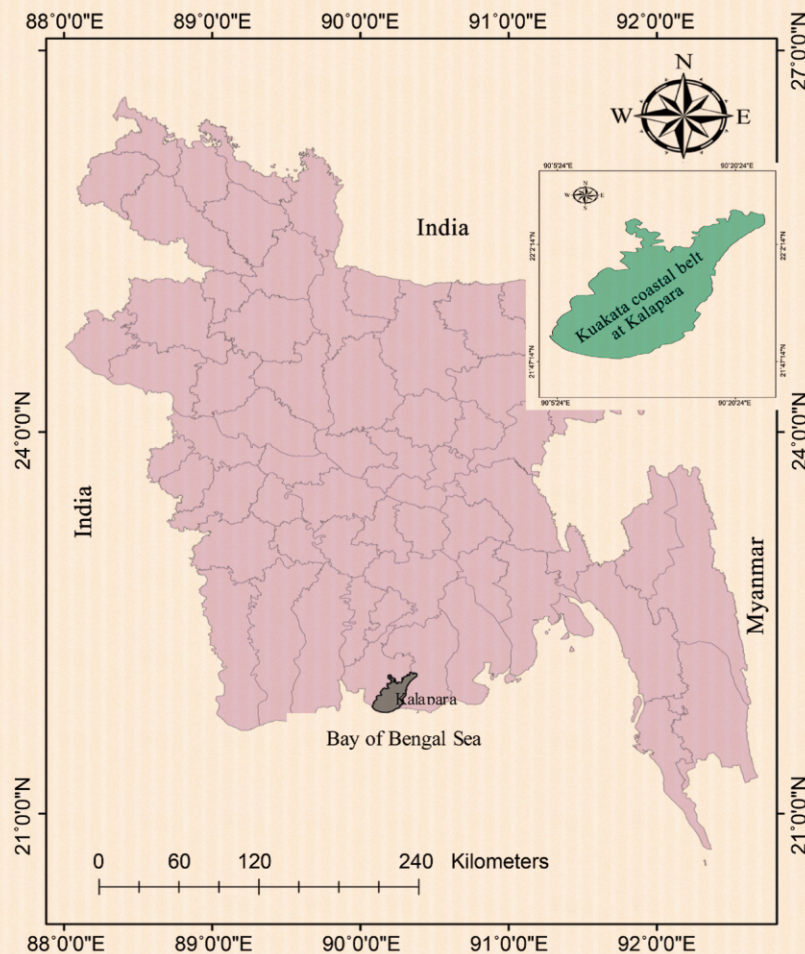 88°0'0"E 89°0'0"E 90°0'0"E 91°0'0"E 92°0'0"E
27°0'0"N
N
W E
S
90°5'24"E 90°20'24"E
N
W E
S
22°2'14"N 22°2'14"N
India
Kuakata coastal belt
at Kalapara
21°47'14"N 21°47'14"N
90°5'24"E 90°20'24"E
24°0'0"N 24°0'0"N
India
Myanmar
Kalapara
Bay of Bengal Sea
21°0'0"N 21°0'0"N
0 60 120 240 Kilometers
88°0'0"E 89°0'0"E 90°0'0"E 91°0'0"E 92°0'0"E